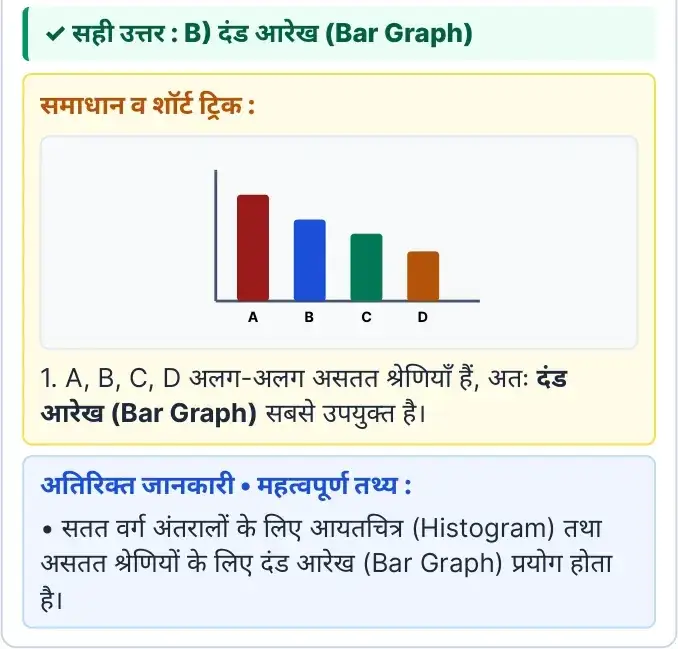 ✓ सही उत्तर : B) दंड आरेख (Bar Graph)
समाधान व शॉर्ट ट्रिक :
A B C D
1. A, B, C, D अलग-अलग असतत श्रेणियाँ हैं, अतः दंड
आरेख (Bar Graph) सबसे उपयुक्त है।
अतिरिक्त जानकारी • महत्वपूर्ण तथ्य :
• सतत वर्ग अंतरालों के लिए आयतचित्र (Histogram) तथा
असतत श्रेणियों के लिए दंड आरेख (Bar Graph) प्रयोग होता
है।